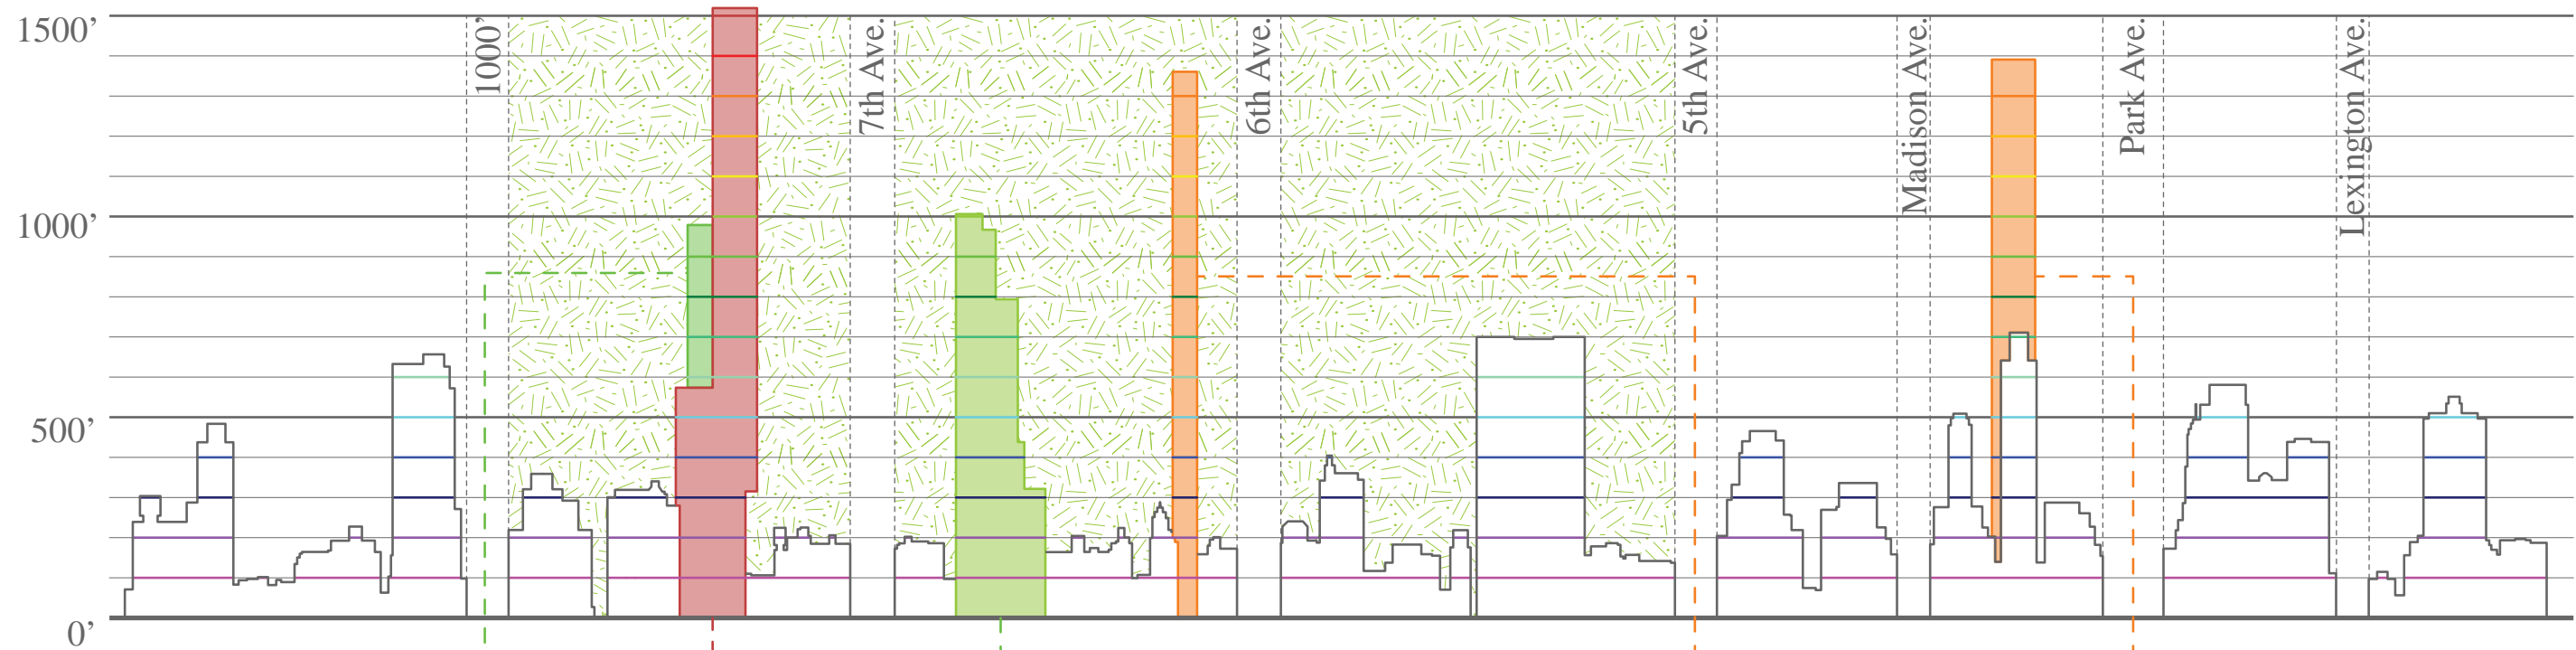 1500’
1000’
500’
0’
1000’
7th Ave.
6th Ave.
5th Ave.
Madison Ave.
Park Ave.
Lexington Ave.